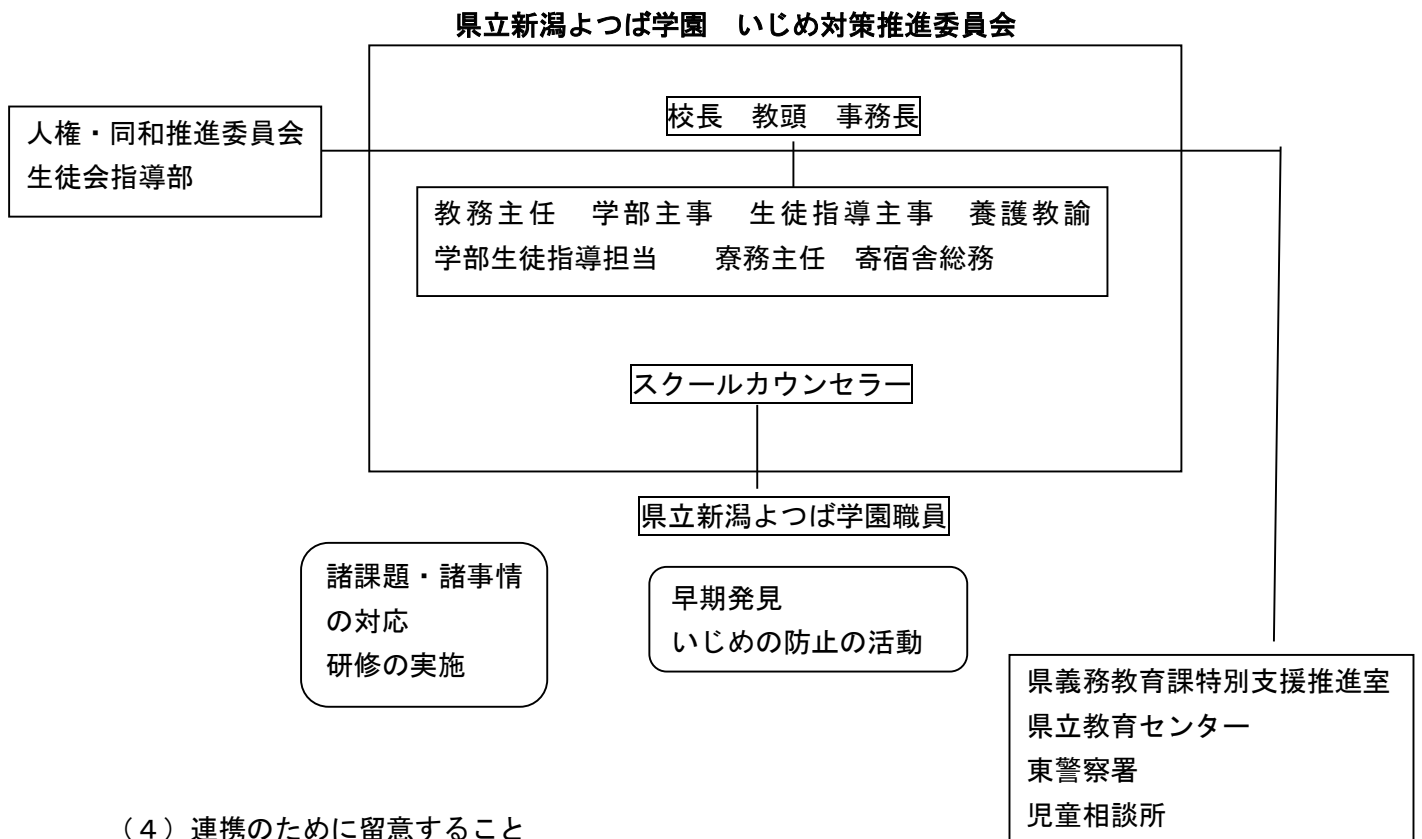 県立新潟よつば学園　いじめ対策推進委員会
校長　教頭　事務長
人権・同和推進委員会
生徒会指導部
教務主任　学部主事　生徒指導主事　養護教諭
学部生徒指導担当　　寮務主任　寄宿舎総務
スクールカウンセラー
県立新潟よつば学園職員
諸課題・諸事情
の対応
研修の実施
早期発見
いじめの防止の活動
県義務教育課特別支援推進室
県立教育センター
東警察署
児童相談所
（４）連携のために留意すること